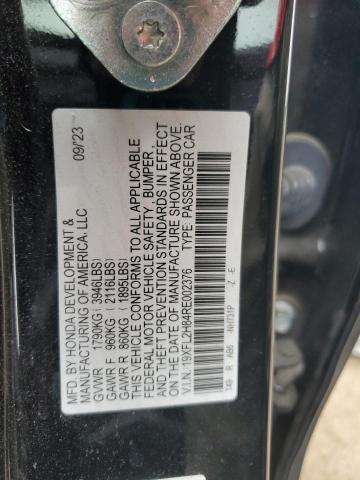 MFD. BY HONDA DEVELOPMENT & 09/23
MANUFACTURING OF AMERICA, LLC
GVWR 1790KG (3946LBS)
GAWR F 960KG (2116LBS)
GAWR R 860KG (1895LBS)
THIS VEHICLE CONFORMS TO ALL APPLICABLE
FEDERAL MOTOR VEHICLE SAFETY, BUMPER,
AND THEFT PREVENTION STANDARDS IN EFFECT
ON THE DATE OF MANUFACTURE SHOWN ABOVE.
V.I.N.: 19XFL2H84RE002376 TYPE: PASSENGER CAR
T49 R AB6 -NH731P -Z -E